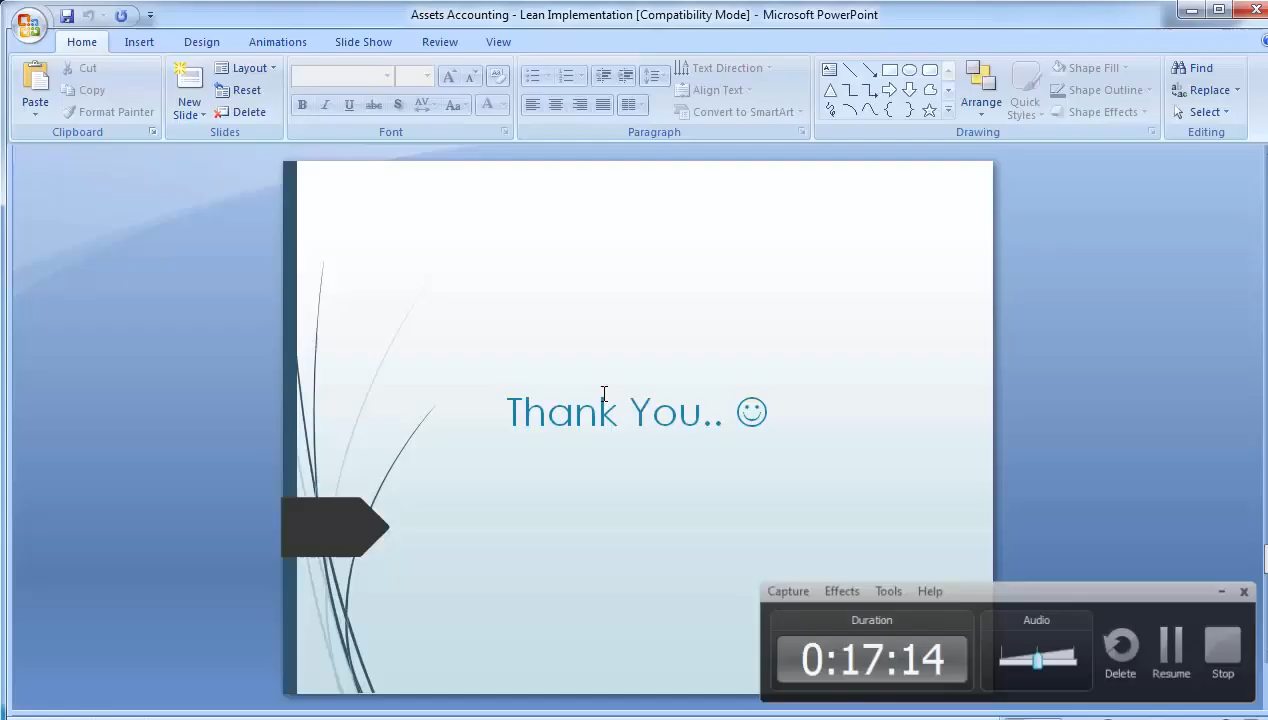 Assets Accounting - Lean Implementation [Compatibility Mode] - Microsoft PowerPoint
Home Insert Design Animations Slide Show Review View
Paste
Cut
Copy
Format Painter
Clipboard
New
Slide
Layout
Reset
Delete
Slides
B I U abc S AV Aa A
Font
Text Direction
Align Text
Convert to SmartArt
Paragraph
Arrange
Quick
Styles
Shape Fill
Shape Outline
Shape Effects
Drawing
Find
Replace
Select
Editing
Thank You.. ☺
Capture Effects Tools Help
Duration
0:17:14
Audio
Delete Resume Stop